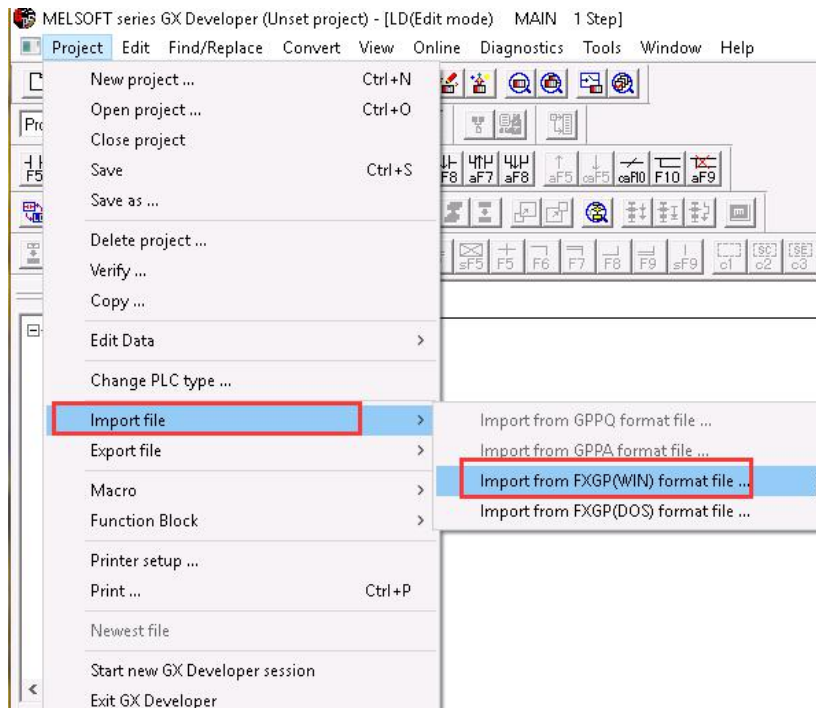 MELSOFT series GX Developer (Unset project) - [LD(Edit mode) MAIN 1 Step]
Project Edit Find/Replace Convert View Online Diagnostics Tools Window Help
New project ... Ctrl+N
Open project ... Ctrl+O
Close project
Save Ctrl+S
Save as ...
Delete project ...
Verify ...
Copy ...
Edit Data
Change PLC type ...
Import file
Export file
Macro
Function Block
Printer setup ...
Print ... Ctrl+P
Newest file
Start new GX Developer session
Exit GX Developer
Import from GPPQ format file ...
Import from GPPA format file ...
Import from FXGP(WIN) format file ...
Import from FXGP(DOS) format file ...
Pro
F5
F8 aF7 aF8 aF5 caF5 caF10 F10 aF9
sF5 F5 F6 F7 F8 F9 sF9 c1 c2 c3
[SC] [SE]